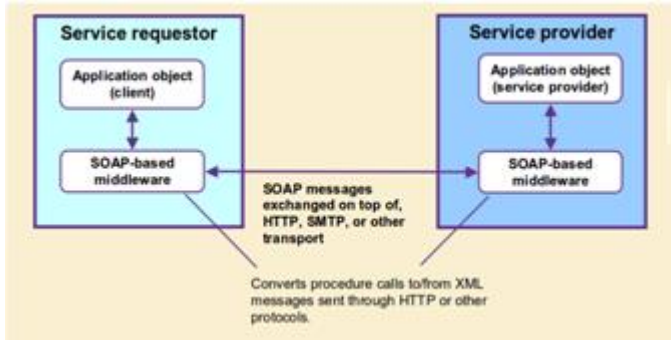 Service requestor
Application object
(client)
SOAP-based
middleware
Service provider
Application object
(service provider)
SOAP-based
middleware
SOAP messages
exchanged on top of,
HTTP, SMTP, or other
transport
Converts procedure calls to/from XML
messages sent through HTTP or other
protocols.